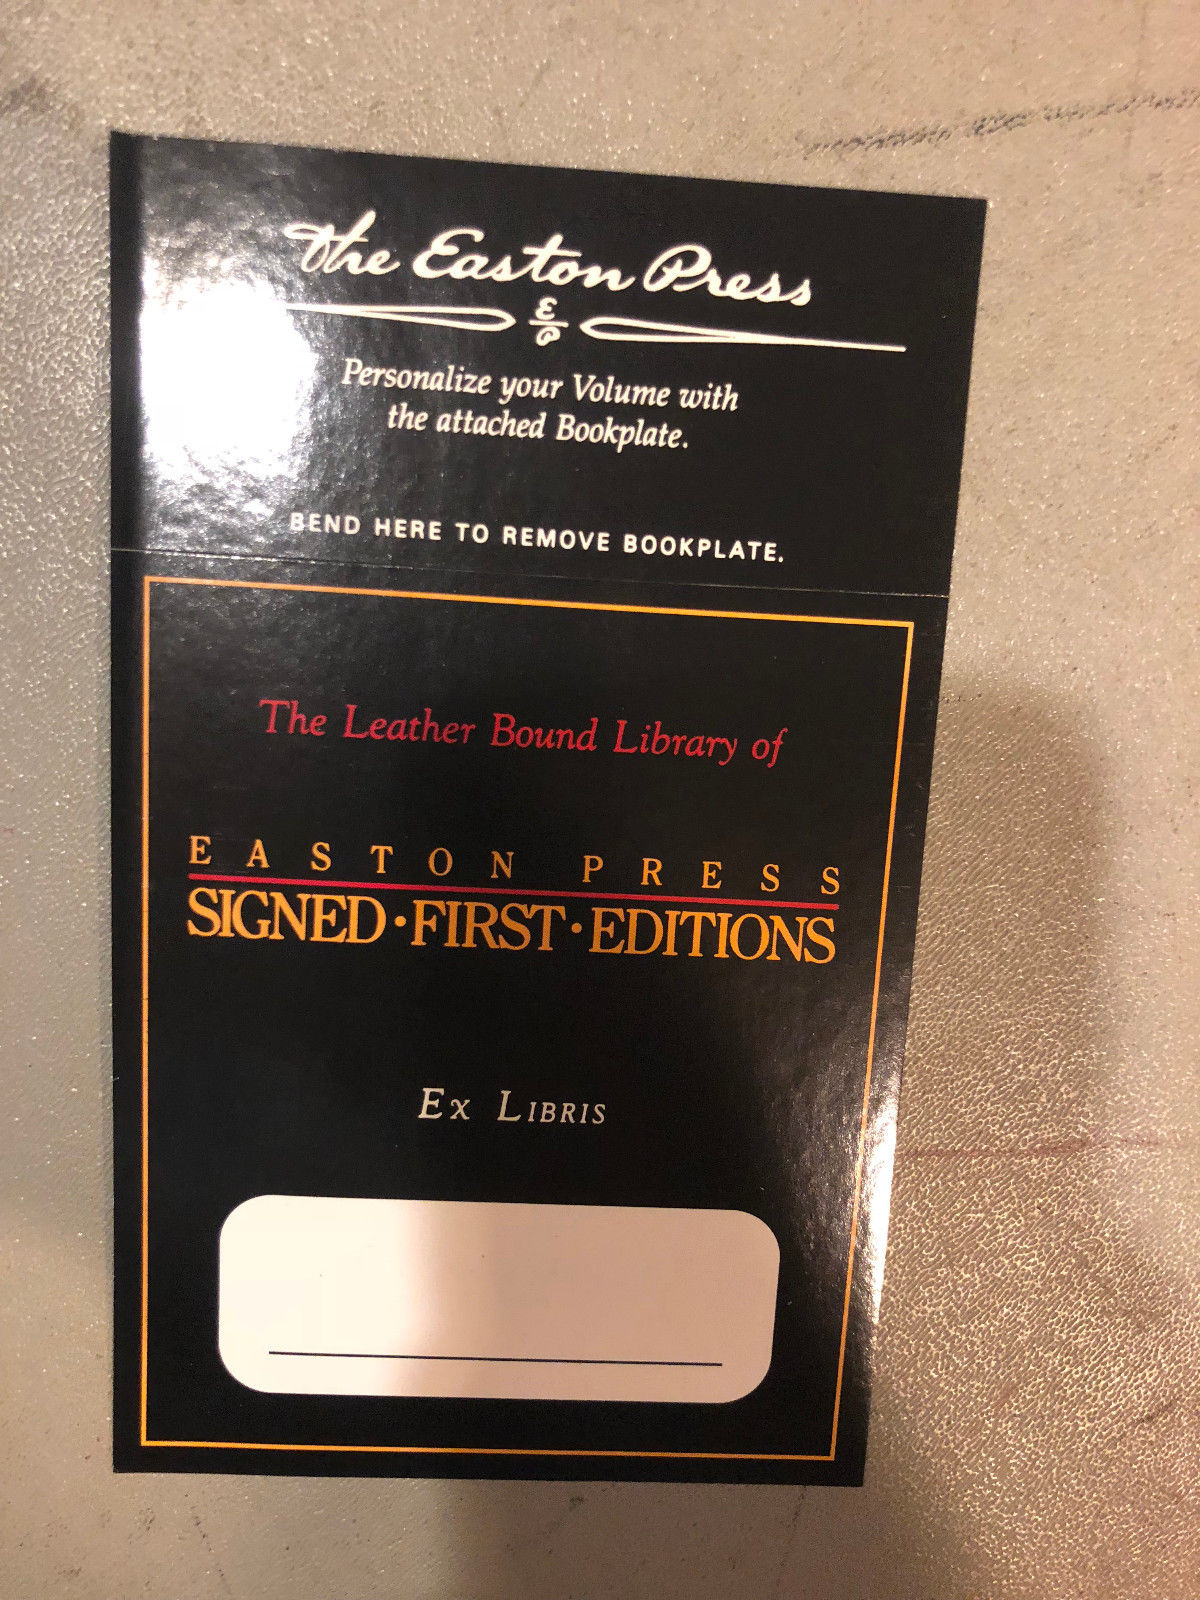 The Easton Press
E
P
Personalize your Volume with
the attached Bookplate.
BEND HERE TO REMOVE BOOKPLATE.
The Leather Bound Library of
EASTON PRESS
SIGNED·FIRST·EDITIONS
EX LIBRIS